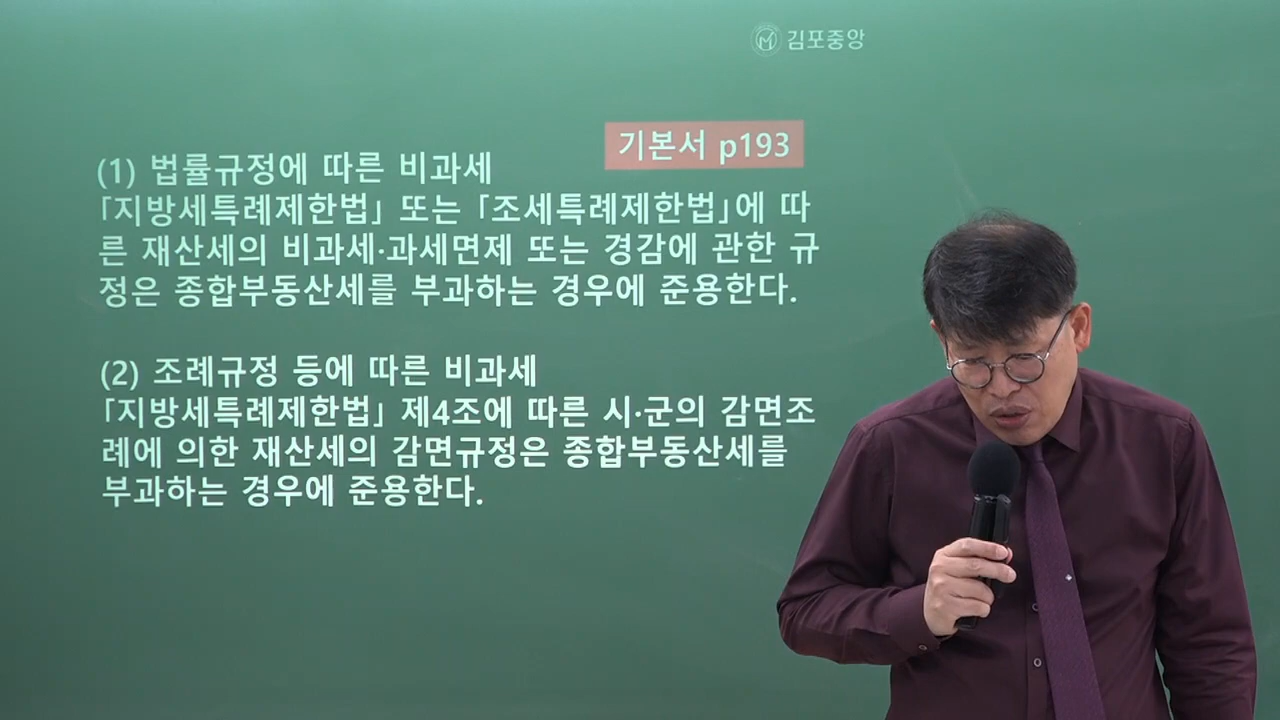 김포중앙
기본서 p193
(1) 법률규정에 따른 비과세
「지방세특례제한법」 또는 「조세특례제한법」에 따
른 재산세의 비과세·과세면제 또는 경감에 관한 규
정은 종합부동산세를 부과하는 경우에 준용한다.
(2) 조례규정 등에 따른 비과세
「지방세특례제한법」 제4조에 따른 시·군의 감면조
례에 의한 재산세의 감면규정은 종합부동산세를
부과하는 경우에 준용한다.